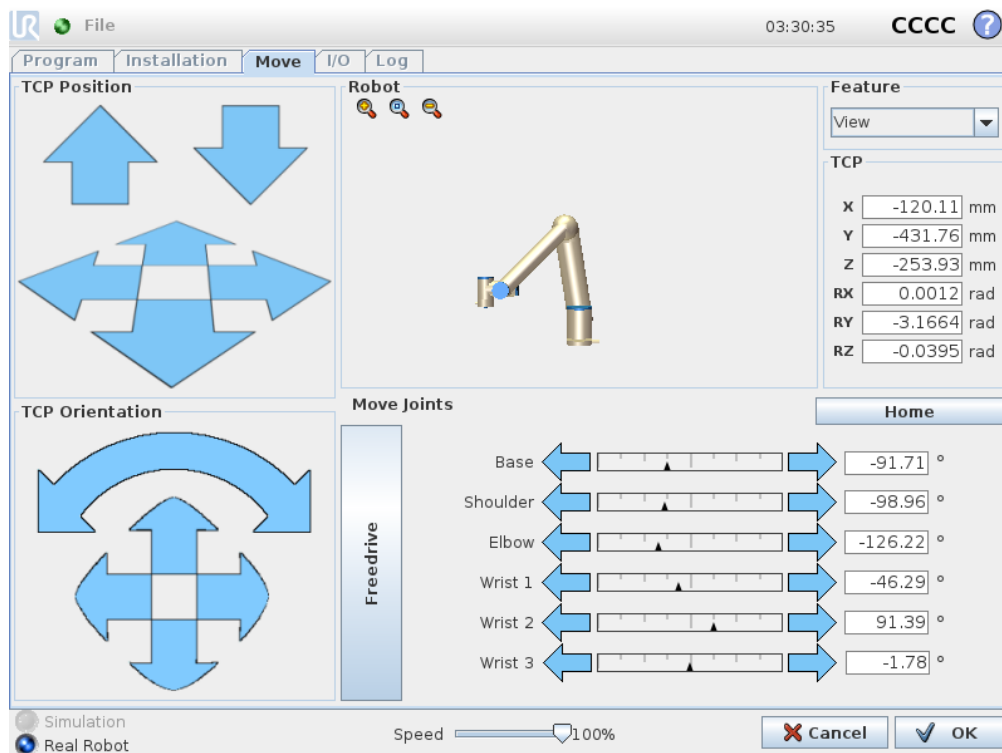 UR File 03:30:35 CCCC ?
Program Installation Move I/O Log
TCP Position
Robot
Feature
View
TCP
X -120.11 mm
Y -431.76 mm
Z -253.93 mm
RX 0.0012 rad
RY -3.1664 rad
RZ -0.0395 rad
TCP Orientation
Move Joints
Home
Freedrive
Base -91.71 °
Shoulder -98.96 °
Elbow -126.22 °
Wrist 1 -46.29 °
Wrist 2 91.39 °
Wrist 3 -1.78 °
Simulation
Real Robot
Speed 100%
Cancel OK